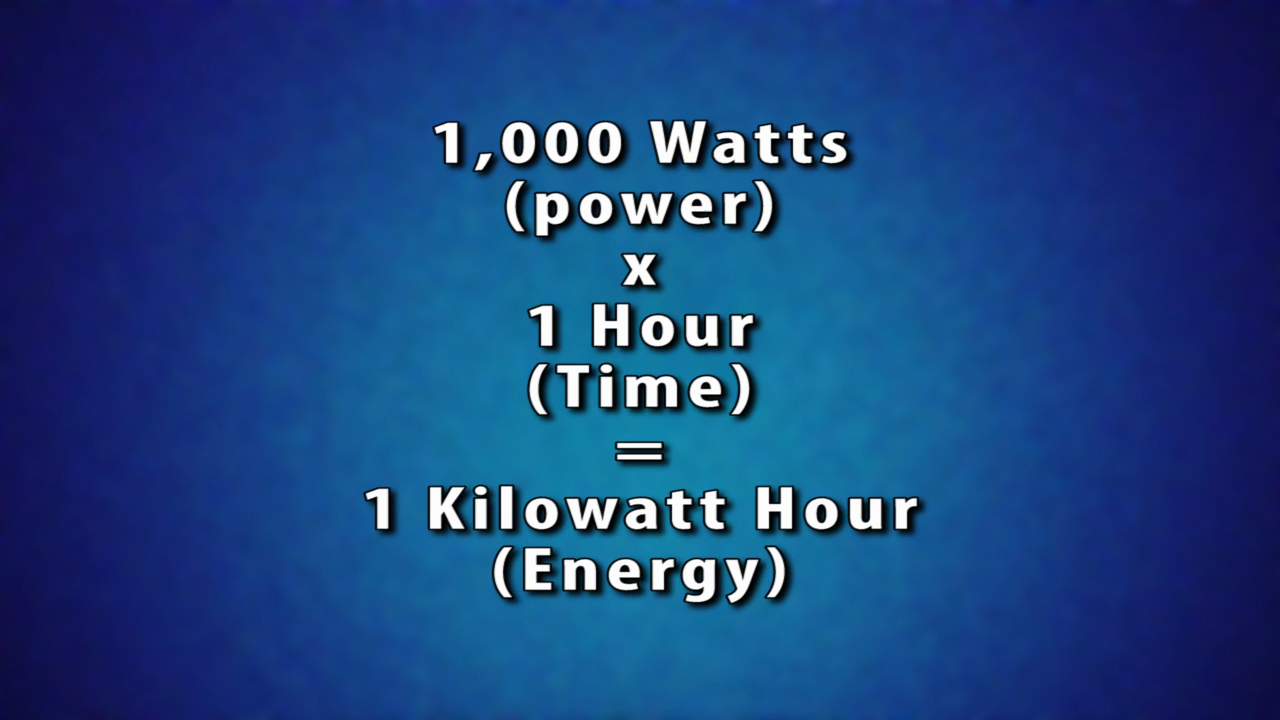 1,000 Watts
(power)
x
1 Hour
(Time)
=
1 Kilowatt Hour
(Energy)